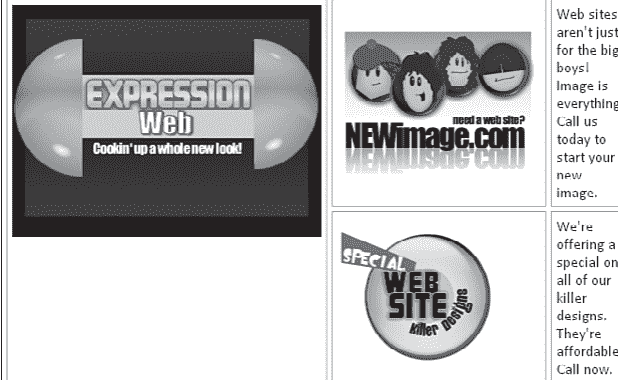 EXPRESSION
Web
Cookin' up a whole new look!
need a web site?
NEWimage.com
Web sites
aren't just
for the big
boys!
Image is
everything
Call us
today to
start your
new
image.
SPECIAL
WEB
SITE
Killer Designs
We're
offering a
special on
all of our
killer
designs.
They're
affordable
Call now.